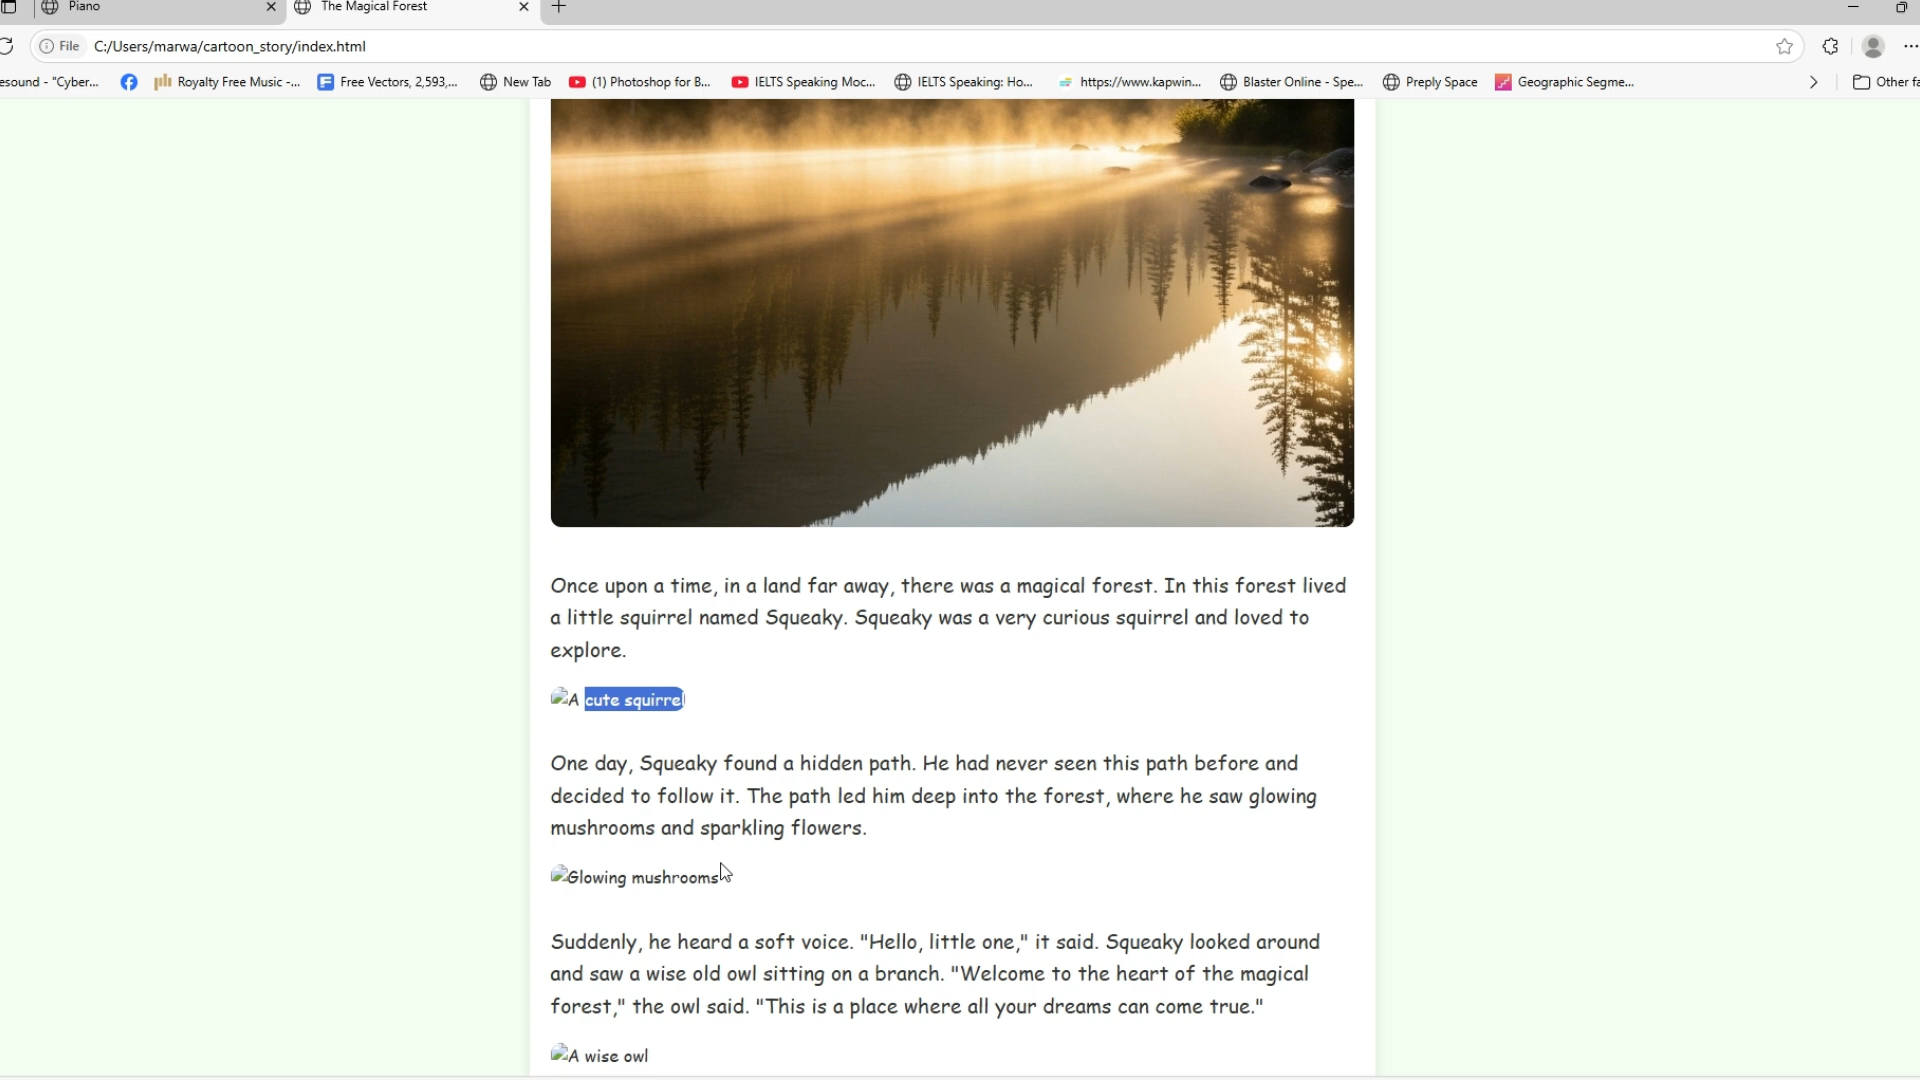 Piano
The Magical Forest
File C:/Users/marwa/cartoon_story/index.html
esound - "Cyber... Royalty Free Music -... Free Vectors, 2,593,... New Tab (1) Photoshop for B... IELTS Speaking Moc... IELTS Speaking: Ho... https://www.kapwin... Blaster Online - Spe... Preply Space Geographic Segme... Other fa
Once upon a time, in a land far away, there was a magical forest. In this forest lived
a little squirrel named Squeaky. Squeaky was a very curious squirrel and loved to
explore.
A cute squirrel
One day, Squeaky found a hidden path. He had never seen this path before and
decided to follow it. The path led him deep into the forest, where he saw glowing
mushrooms and sparkling flowers.
Glowing mushrooms
Suddenly, he heard a soft voice. "Hello, little one," it said. Squeaky looked around
and saw a wise old owl sitting on a branch. "Welcome to the heart of the magical
forest," the owl said. "This is a place where all your dreams can come true."
A wise owl